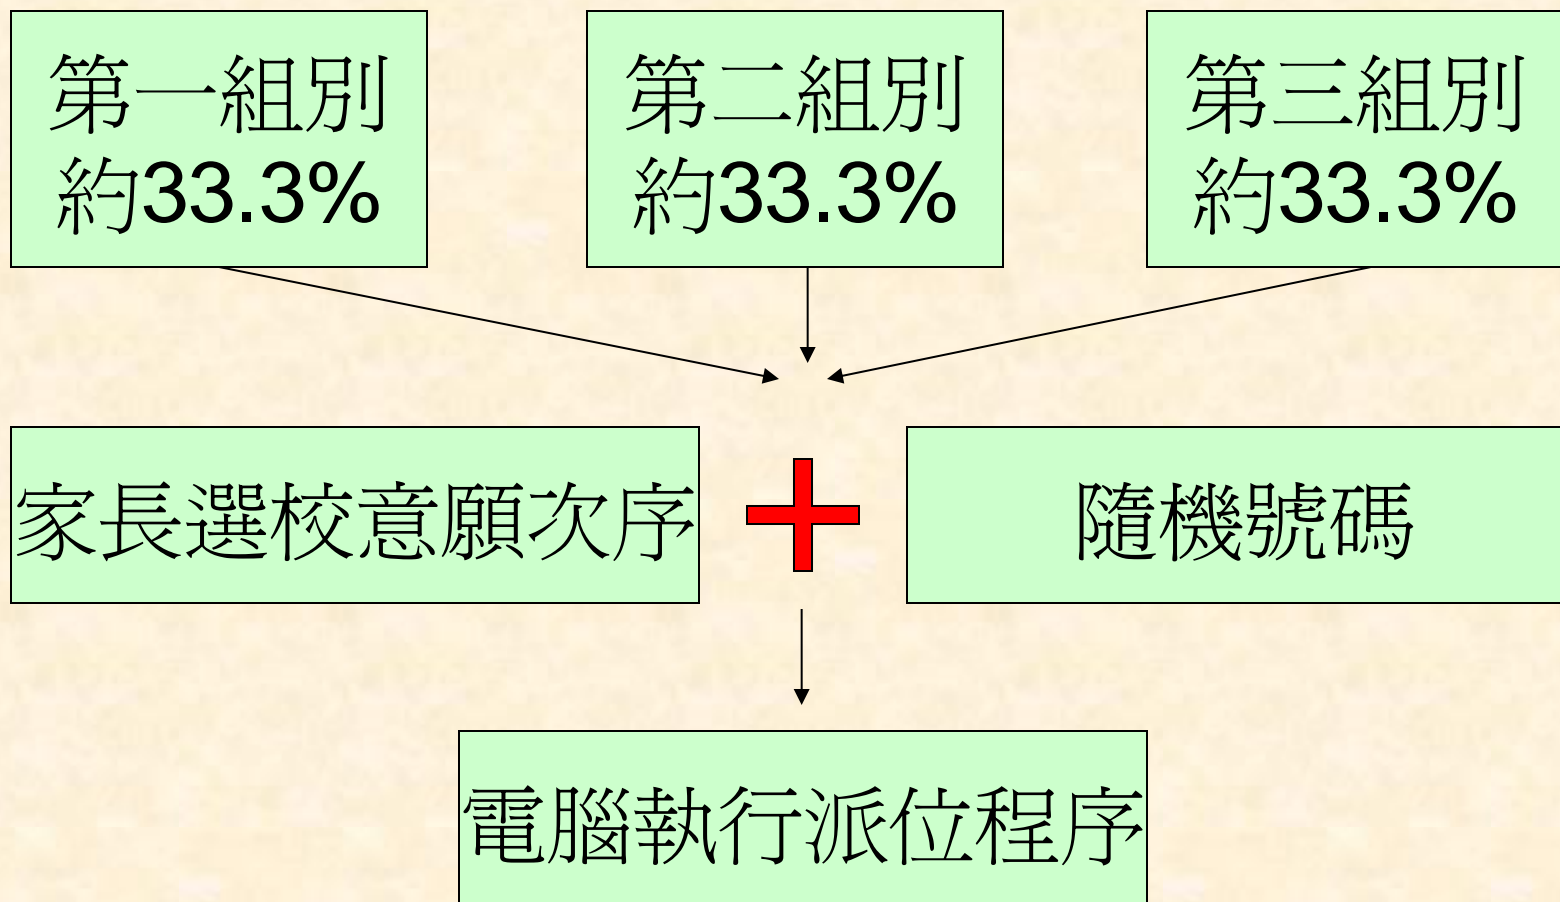 第一組別
約33.3%
第二組別
約33.3%
第三組別
約33.3%
家長選校意願次序
隨機號碼
電腦執行派位程序